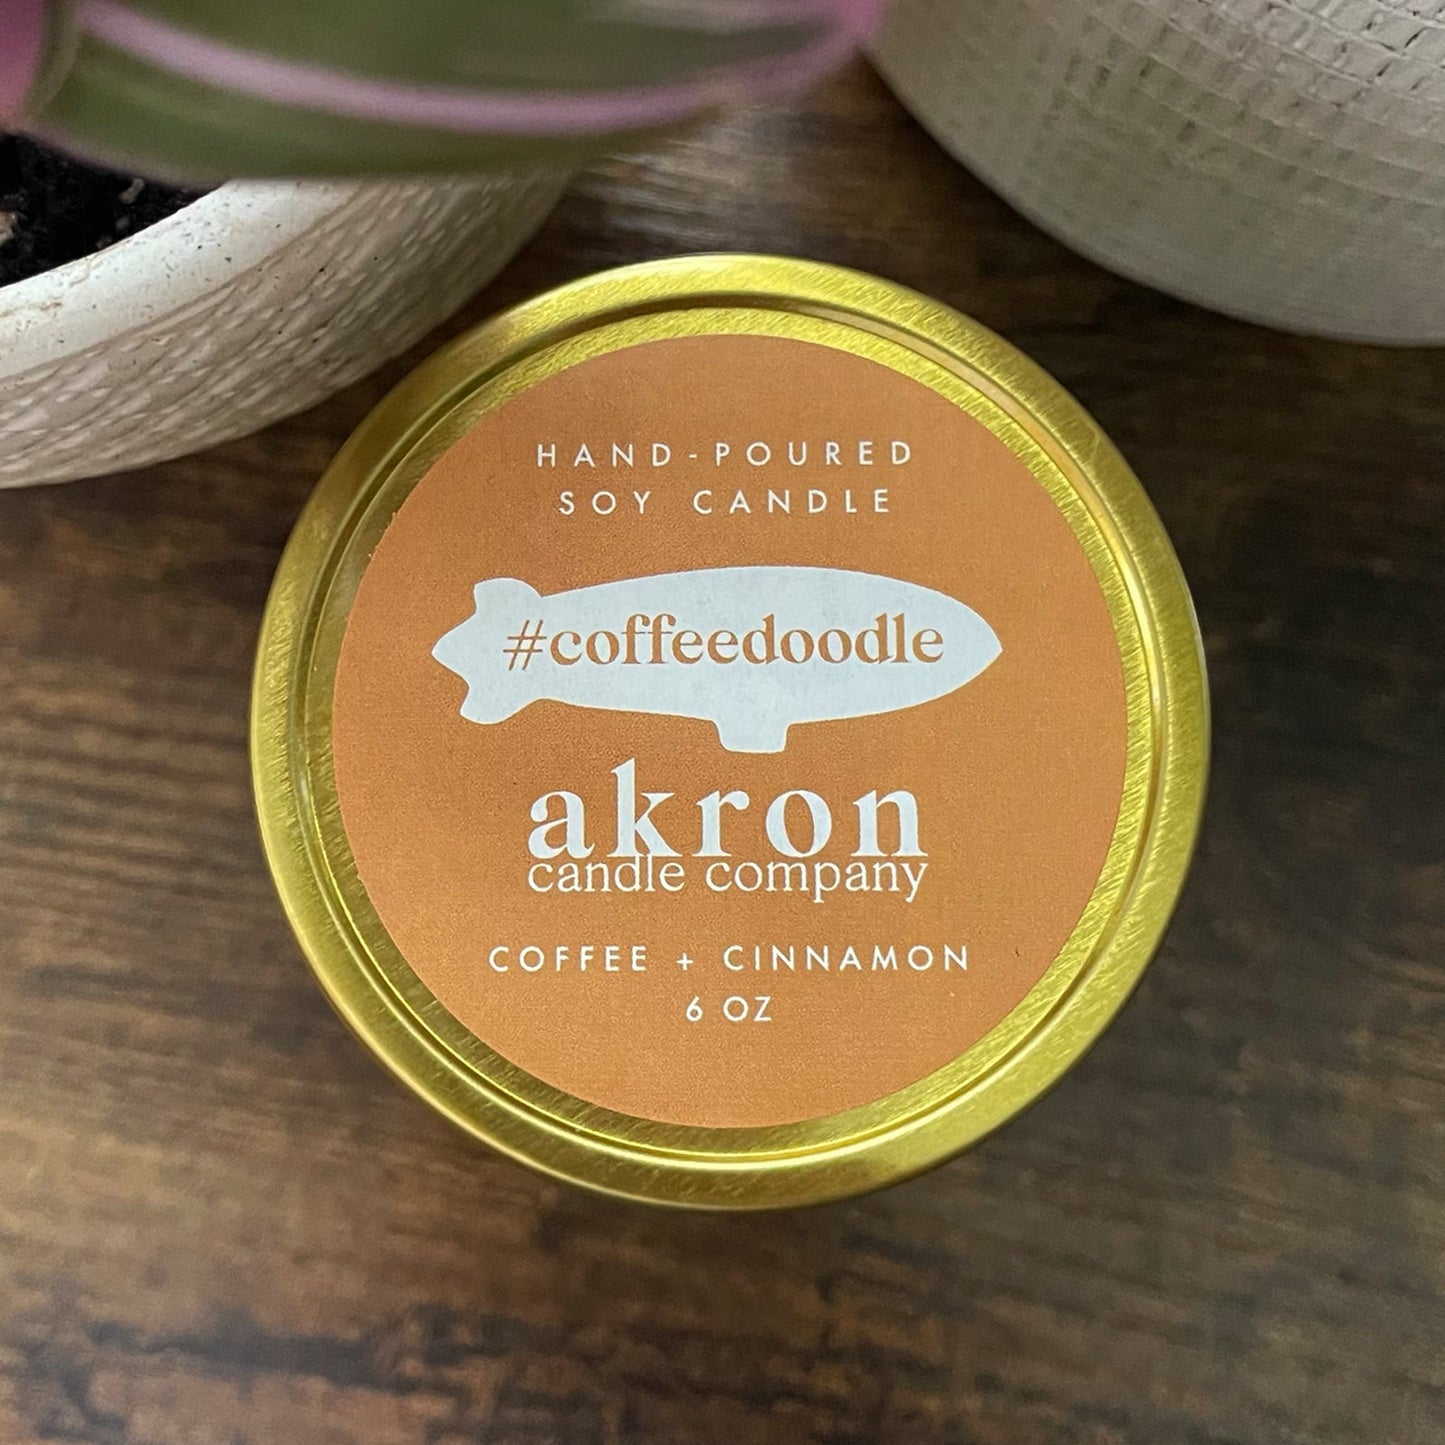 HAND-POURED
SOY CANDLE
#coffeedoodle
akron
candle company
COFFEE + CINNAMON
6 OZ